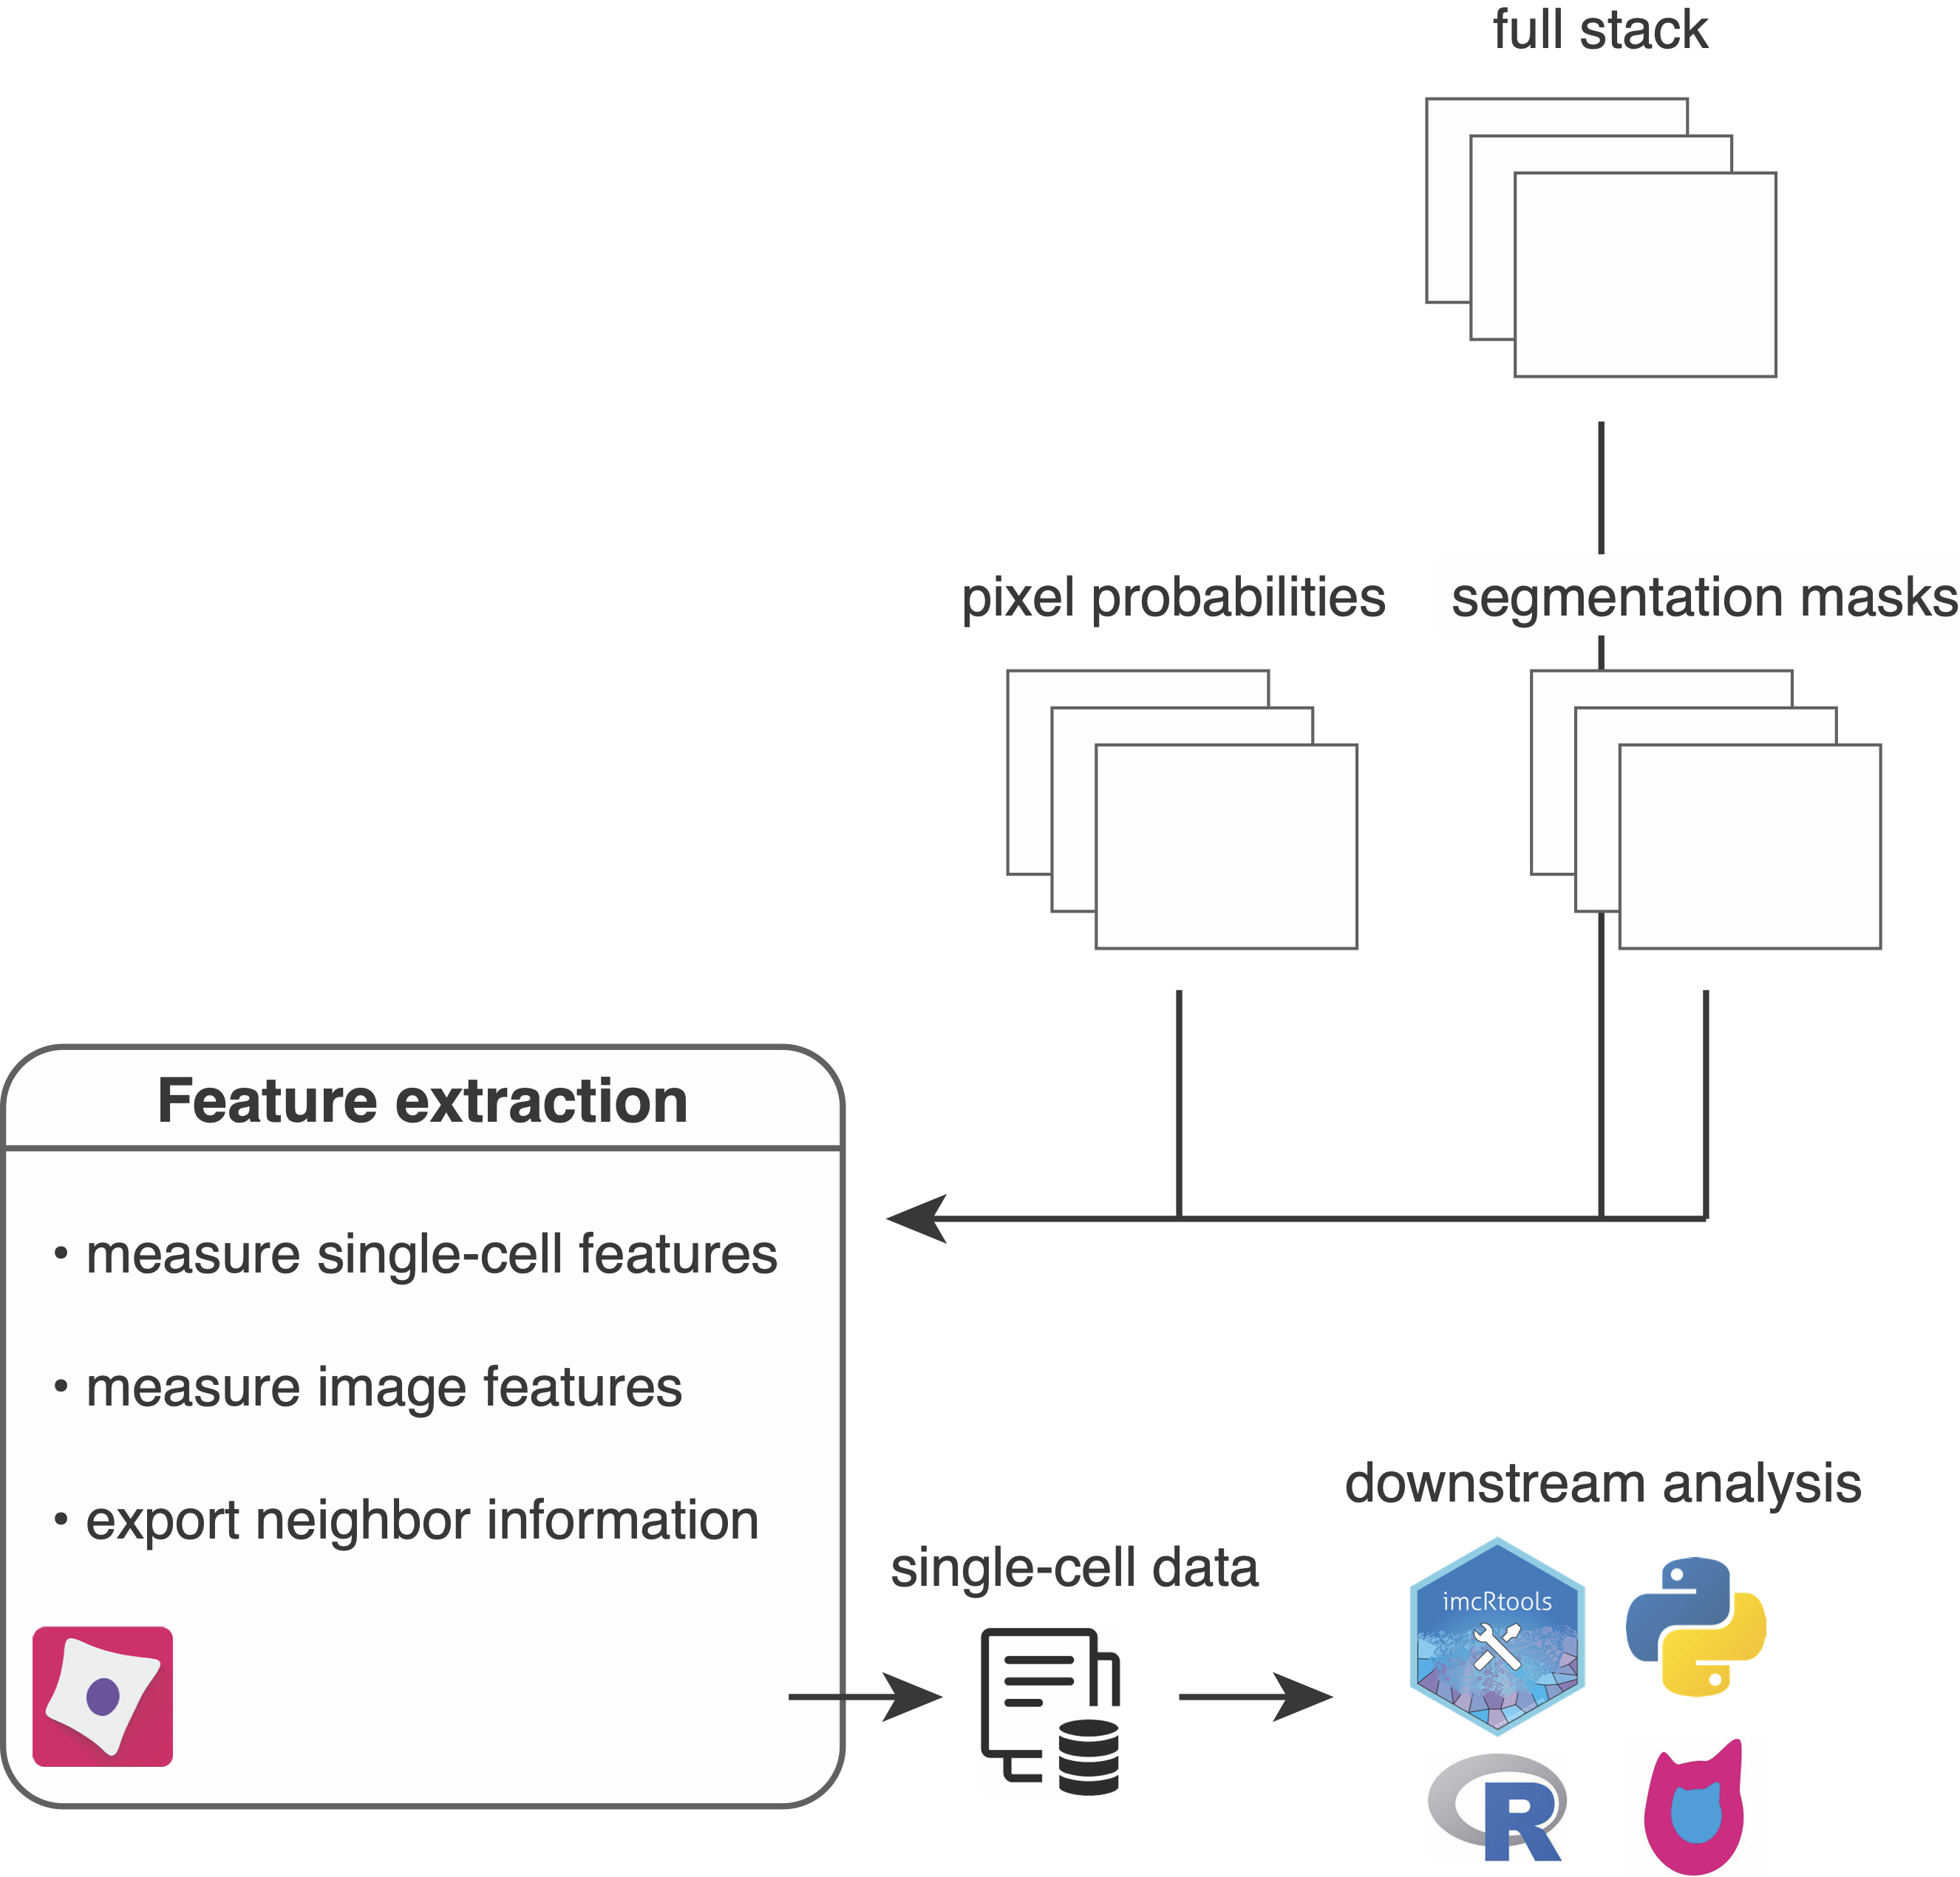 full stack
pixel probabilities
segmentation masks
Feature extraction
• measure single-cell features
• measure image features
• export neighbor information
single-cell data
downstream analysis
imcRtools
R